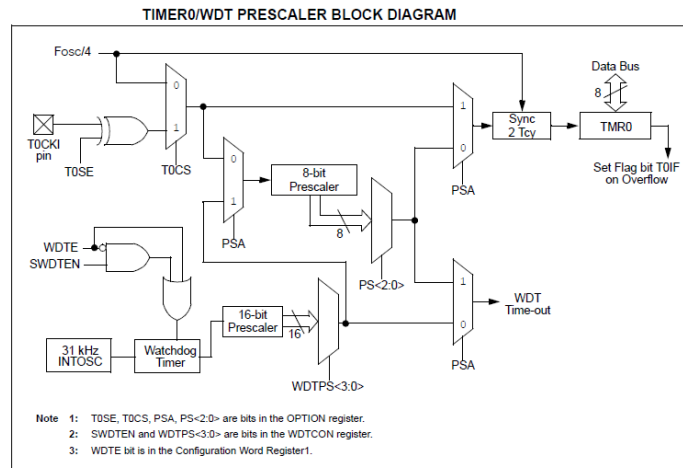 TIMER0/WDT PRESCALER BLOCK DIAGRAM
Fosc/4
Data Bus
8
0
1
1
0
Sync
2 Tcy
TMR0
T0CKI
pin
T0SE
T0CS
0
1
8-bit
Prescaler
8
PSA
Set Flag bit T0IF
on Overflow
PSA
WDTE
SWDTEN
PS<2:0>
1
0
WDT
Time-out
16-bit
Prescaler
16
31 kHz
INTOSC
Watchdog
Timer
PSA
WDTPS<3:0>
Note 1: T0SE, T0CS, PSA, PS<2:0> are bits in the OPTION register.
2: SWDTEN and WDTPS<3:0> are bits in the WDTCON register.
3: WDTE bit is in the Configuration Word Register1.